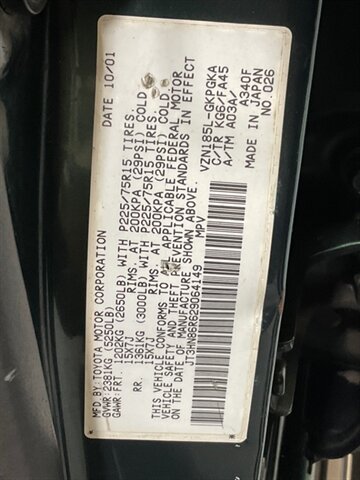 MFD. BY: TOYOTA MOTOR CORPORATION DATE 10/01
GVWR: 2381KG (5250LB)
GAWR: FRT. 1202KG (2650LB) WITH P225/75R15 TIRES.
15X7J RIMS. AT 200KPA (29PSI) COLD
RR. 1361KG (3000LB) WITH P225/75R15 TIRES.
15X7J RIMS. AT 200KPA (29PSI) COLD
THIS VEHICLE CONFORMS TO ALL APPLICABLE FEDERAL MOTOR
VEHICLE SAFETY AND THEFT PREVENTION STANDARDS IN EFFECT
ON THE DATE OF MANUFACTURE SHOWN ABOVE.
JT3HN86R629064149
MPV
VZN185L-GKPGKA
C/TR KG6/FA45
A/TM A03A/ A340F
MADE IN JAPAN
NO.026